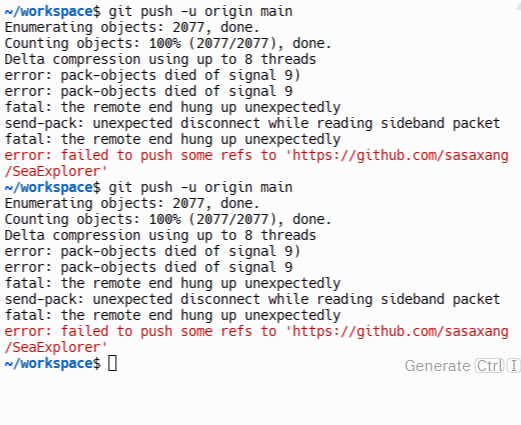 ~/workspace$ git push -u origin main
Enumerating objects: 2077, done.
Counting objects: 100% (2077/2077), done.
Delta compression using up to 8 threads
error: pack-objects died of signal 9)
error: pack-objects died of signal 9
fatal: the remote end hung up unexpectedly
send-pack: unexpected disconnect while reading sideband packet
fatal: the remote end hung up unexpectedly
error: failed to push some refs to 'https://github.com/sasaxang
/SeaExplorer'
~/workspace$ git push -u origin main
Enumerating objects: 2077, done.
Counting objects: 100% (2077/2077), done.
Delta compression using up to 8 threads
error: pack-objects died of signal 9)
error: pack-objects died of signal 9
fatal: the remote end hung up unexpectedly
send-pack: unexpected disconnect while reading sideband packet
fatal: the remote end hung up unexpectedly
error: failed to push some refs to 'https://github.com/sasaxang
/SeaExplorer'
~/workspace$
Generate Ctrl I